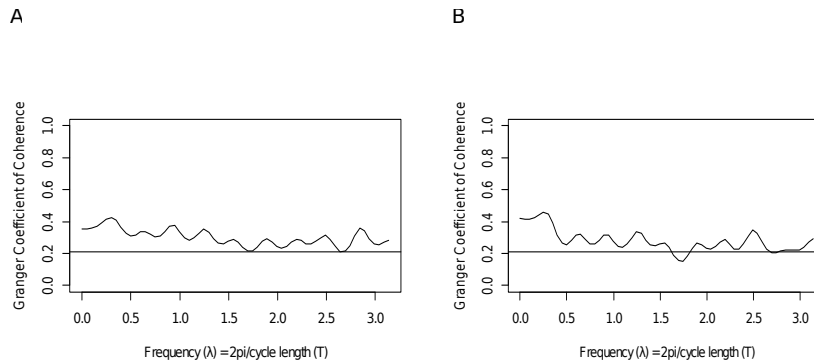 A
B
Granger Coefficient of Coherence
1.0
0.8
0.6
0.4
0.2
0.0
0.0 0.5 1.0 1.5 2.0 2.5 3.0
Frequency (λ) = 2pi/cycle length (T)
Granger Coefficient of Coherence
1.0
0.8
0.6
0.4
0.2
0.0
0.0 0.5 1.0 1.5 2.0 2.5 3.0
Frequency (λ) = 2pi/cycle length (T)